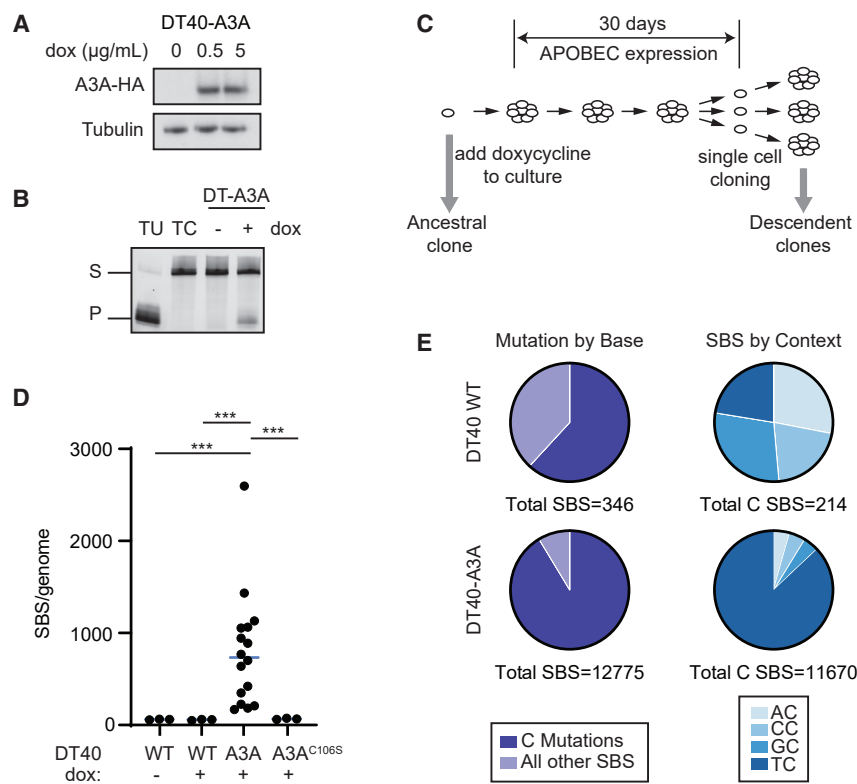 A
DT40-A3A
dox (µg/mL) 0 0.5 5
A3A-HA
Tubulin
B
DT-A3A
TU TC - + dox
S
P
C
30 days
APOBEC expression
add doxycycline
to culture
single cell
cloning
Ancestral
clone
Descendent
clones
D
***
***
***
3000
2000
1000
0
SBS/genome
DT40 WT WT A3A A3A^C106S
dox: - + + +
E
Mutation by Base
SBS by Context
DT40 WT
Total SBS=346
Total C SBS=214
DT40-A3A
Total SBS=12775
Total C SBS=11670
C Mutations
All other SBS
AC
CC
GC
TC